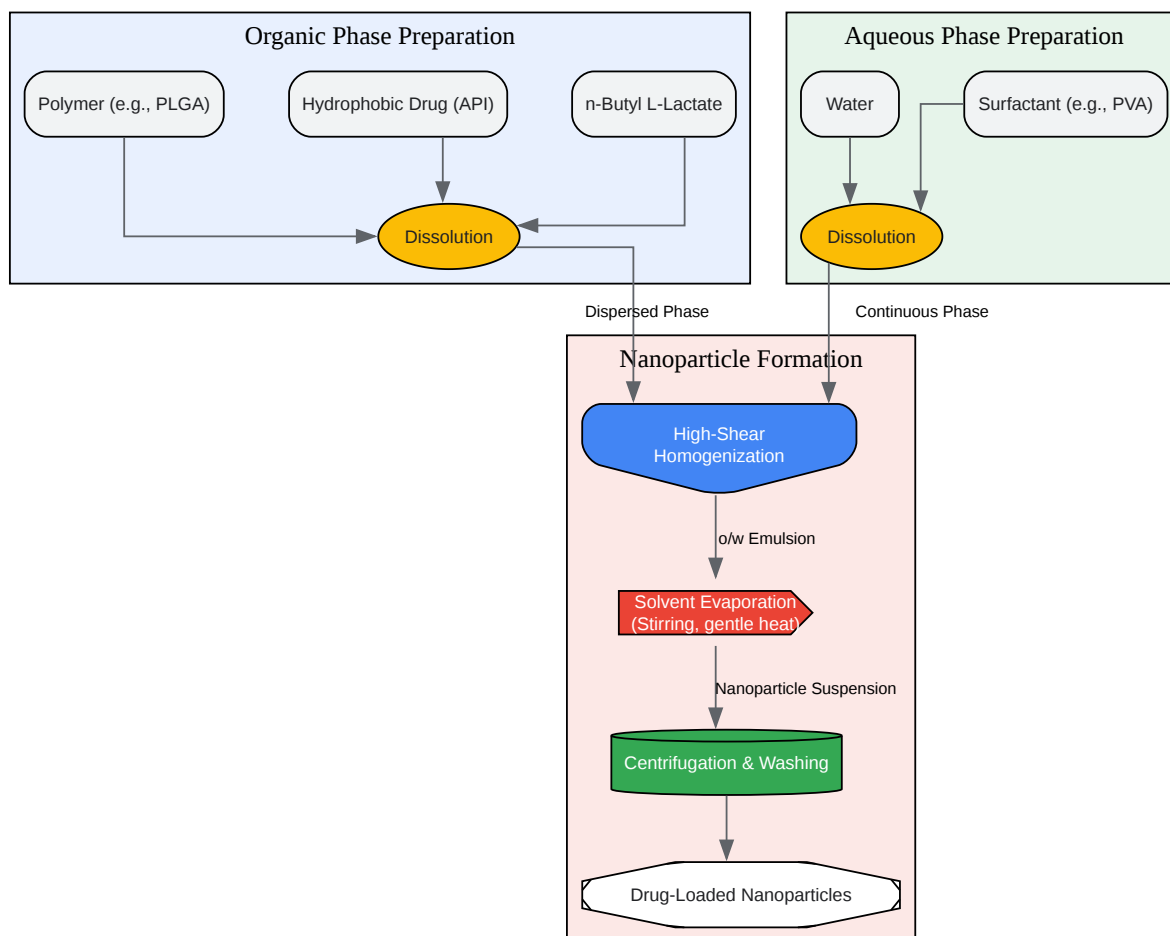 Organic Phase Preparation
Polymer (e.g., PLGA)
Hydrophobic Drug (API)
n-Butyl L-Lactate
Dissolution
Aqueous Phase Preparation
Water
Surfactant (e.g., PVA)
Dissolution
Dispersed Phase
Continuous Phase
Nanoparticle Formation
High-Shear
Homogenization
o/w Emulsion
Solvent Evaporation
(Stirring, gentle heat)
Nanoparticle Suspension
Centrifugation & Washing
Drug-Loaded Nanoparticles